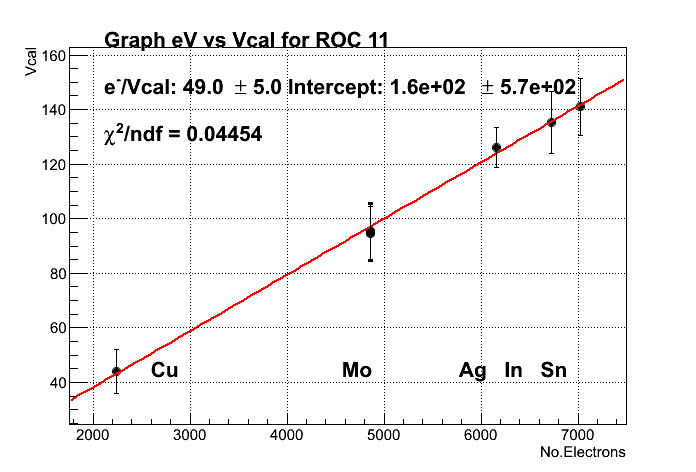 Graph eV vs Vcal for ROC 11
Vcal
e⁻/Vcal: 49.0 ± 5.0 Intercept: 1.6e+02 ± 5.7e+02
χ²/ndf = 0.04454
160
140
120
100
80
60
40
Cu Mo Ag In Sn
2000 3000 4000 5000 6000 7000
No.Electrons